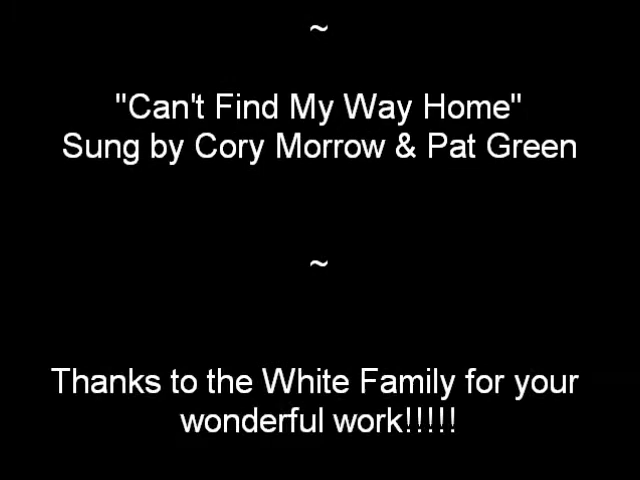 ~
"Can't Find My Way Home"
Sung by Cory Morrow & Pat Green
~
Thanks to the White Family for your
wonderful work!!!!!